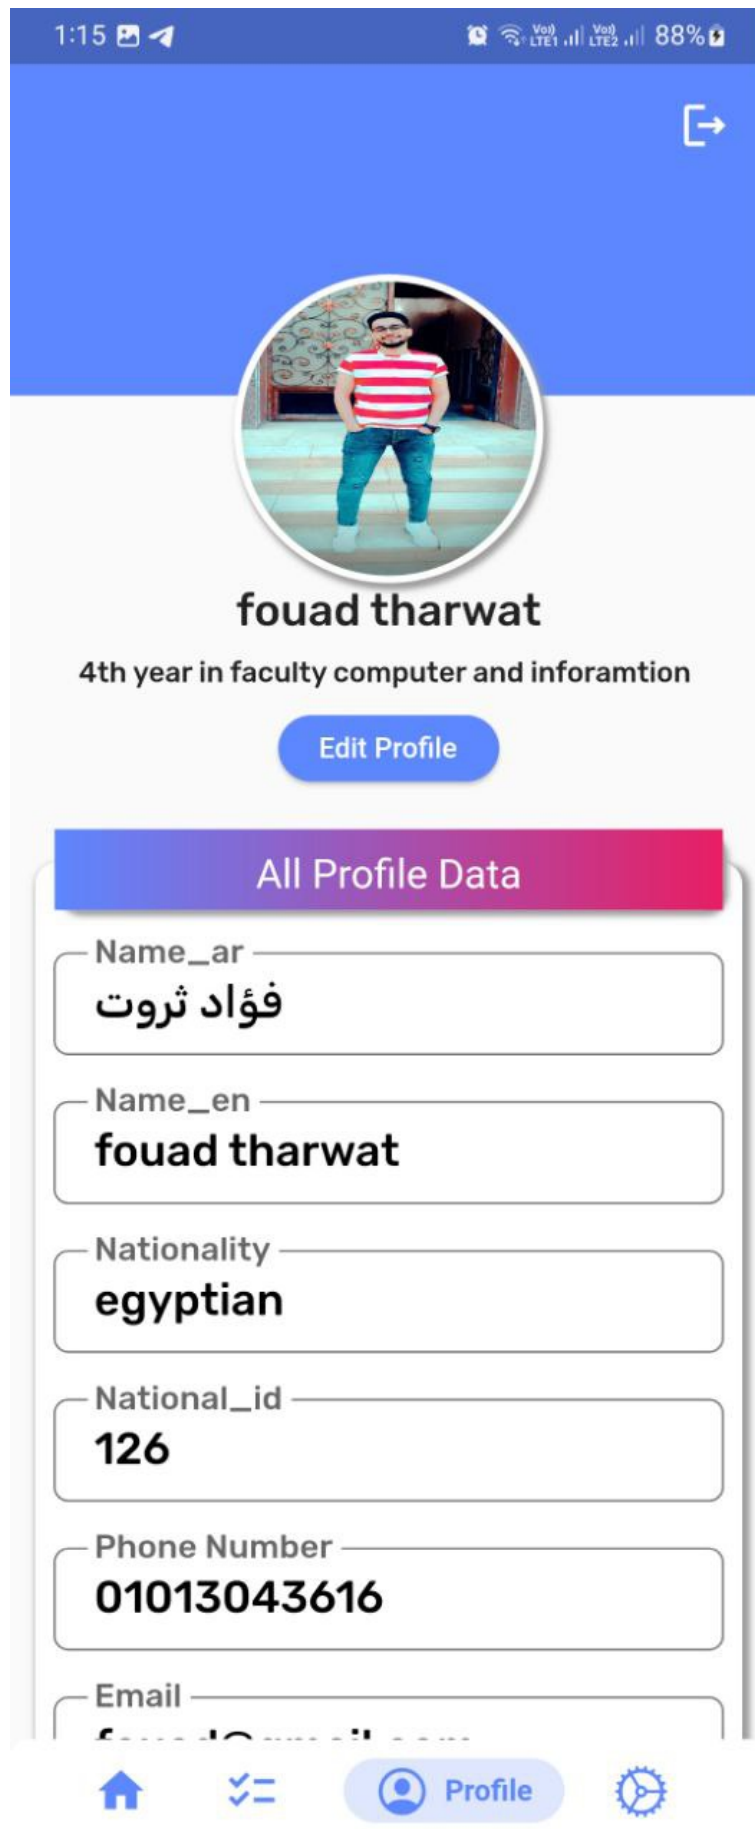 1:15
Vo)) LTE1 Vo)) LTE2 88%
fouad tharwat
4th year in faculty computer and inforamtion
Edit Profile
All Profile Data
Name_ar
فؤاد ثروت
Name_en
fouad tharwat
Nationality
egyptian
National_id
126
Phone Number
01013043616
Email
Profile